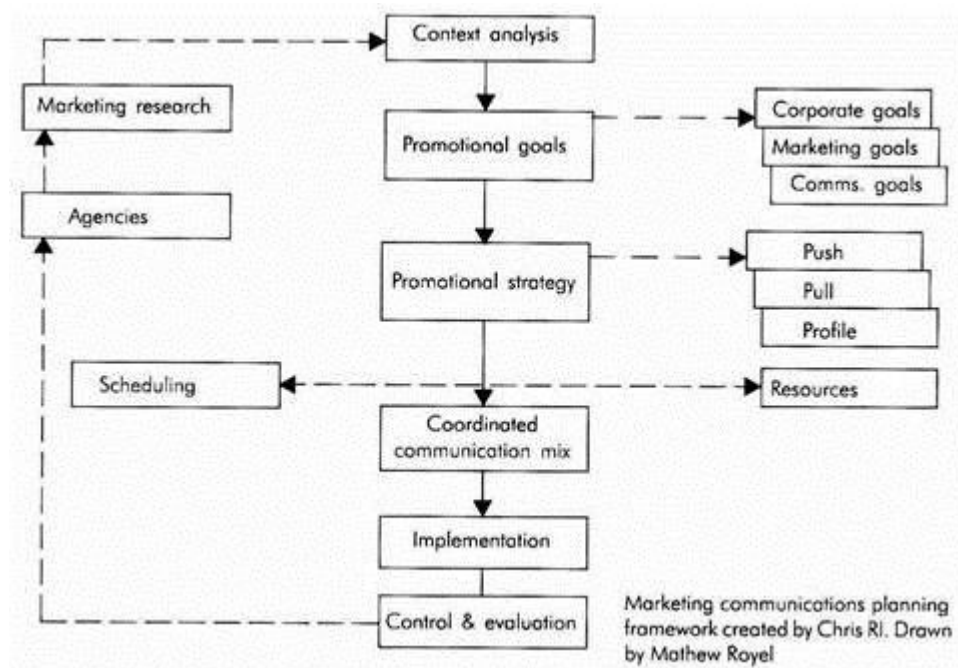 Context analysis
Marketing research
Corporate goals
Promotional goals
Marketing goals
Comms. goals
Agencies
Push
Promotional strategy
Pull
Profile
Scheduling
Resources
Coordinated
communication mix
Implementation
Control & evaluation
Marketing communications planning
framework created by Chris RI. Drawn
by Mathew Royel